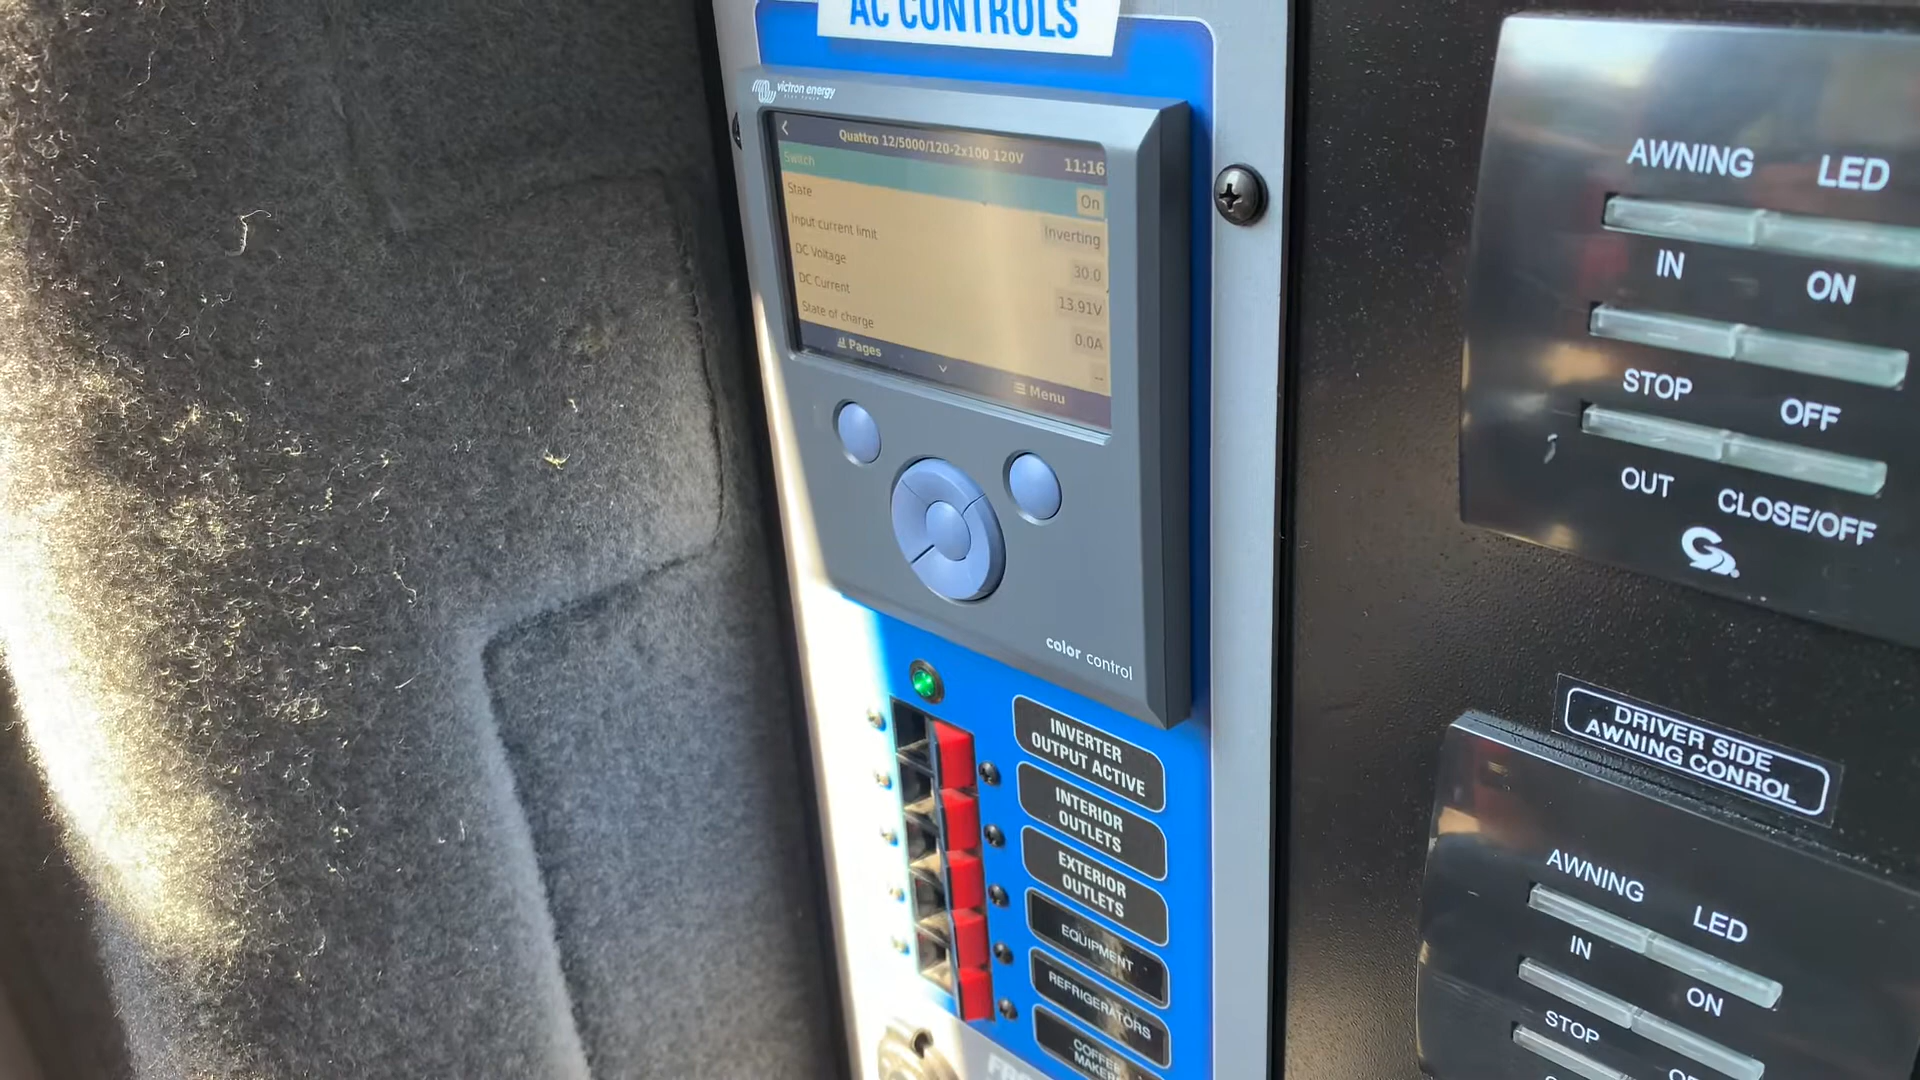 AC CONTROLS
victron energy
Quattro 12/5000/120-2x100 120V
11:16
Switch
On
State
Inverting
Input current limit
30.0
DC Voltage
13.91V
DC Current
0.0A
State of charge
--
Pages
Menu
color control
INVERTER
OUTPUT ACTIVE
INTERIOR
OUTLETS
EXTERIOR
OUTLETS
EQUIPMENT
REFRIGERATORS
COFFEE
MAKERS
AWNING LED
IN ON
STOP OFF
OUT CLOSE/OFF
DRIVER SIDE
AWNING CONROL
AWNING LED
IN ON
STOP